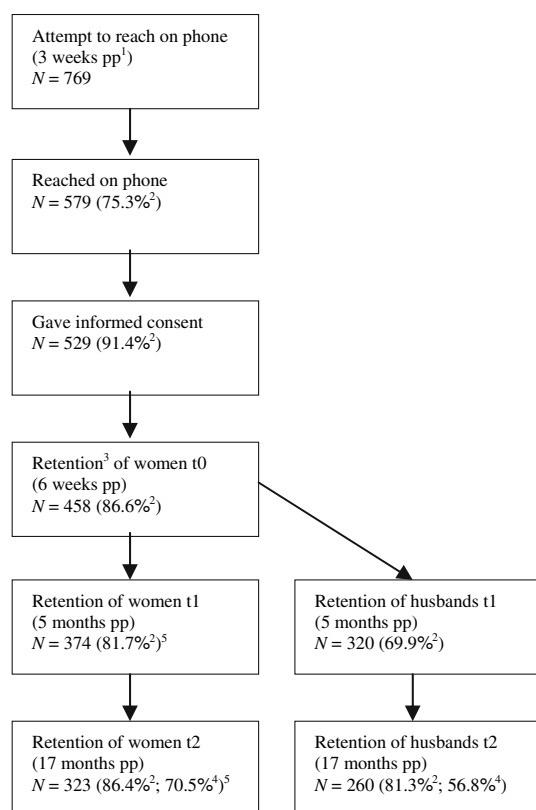 Attempt to reach on phone
(3 weeks pp¹)
N = 769
Reached on phone
N = 579 (75.3%²)
Gave informed consent
N = 529 (91.4%²)
Retention³ of women t0
(6 weeks pp)
N = 458 (86.6%²)
Retention of women t1
(5 months pp)
N = 374 (81.7%²)⁵
Retention of husbands t1
(5 months pp)
N = 320 (69.9%²)
Retention of women t2
(17 months pp)
N = 323 (86.4%²; 70.5%⁴)⁵
Retention of husbands t2
(17 months pp)
N = 260 (81.3%²; 56.8%⁴)